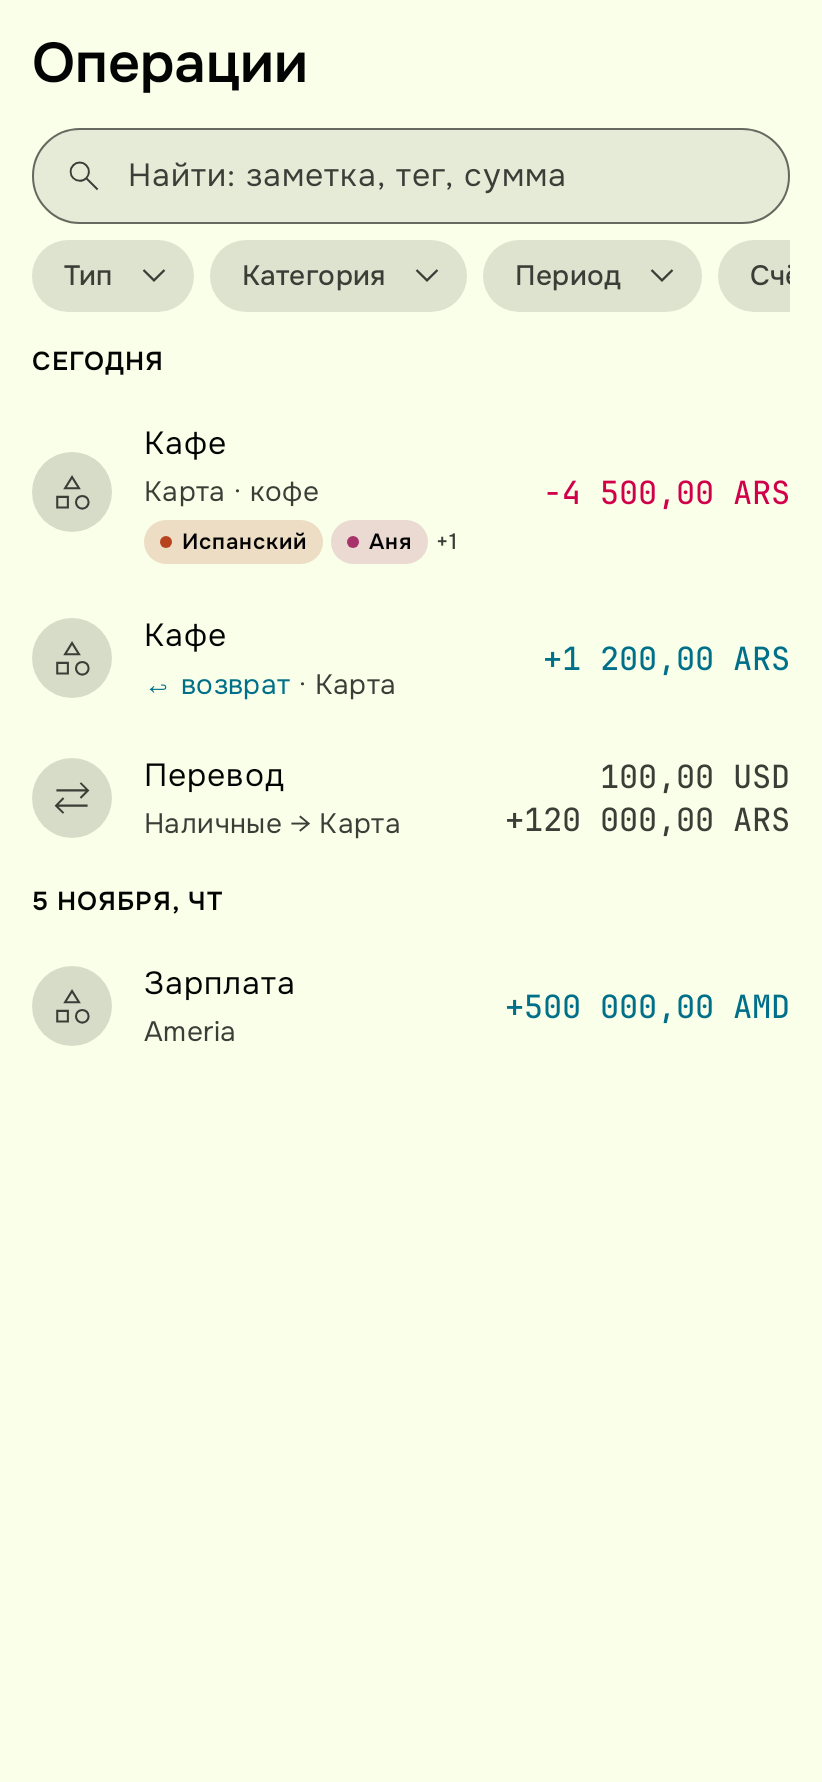 Операции
Найти: заметка, тег, сумма
Тип Категория Период
СЕГОДНЯ
Кафе
Карта · кофе
-4 500,00 ARS
Испанский Аня +1
Кафе
↩ возврат · Карта
+1 200,00 ARS
Перевод
100,00 USD
Наличные → Карта
+120 000,00 ARS
5 НОЯБРЯ, ЧТ
Зарплата
Ameria
+500 000,00 AMD